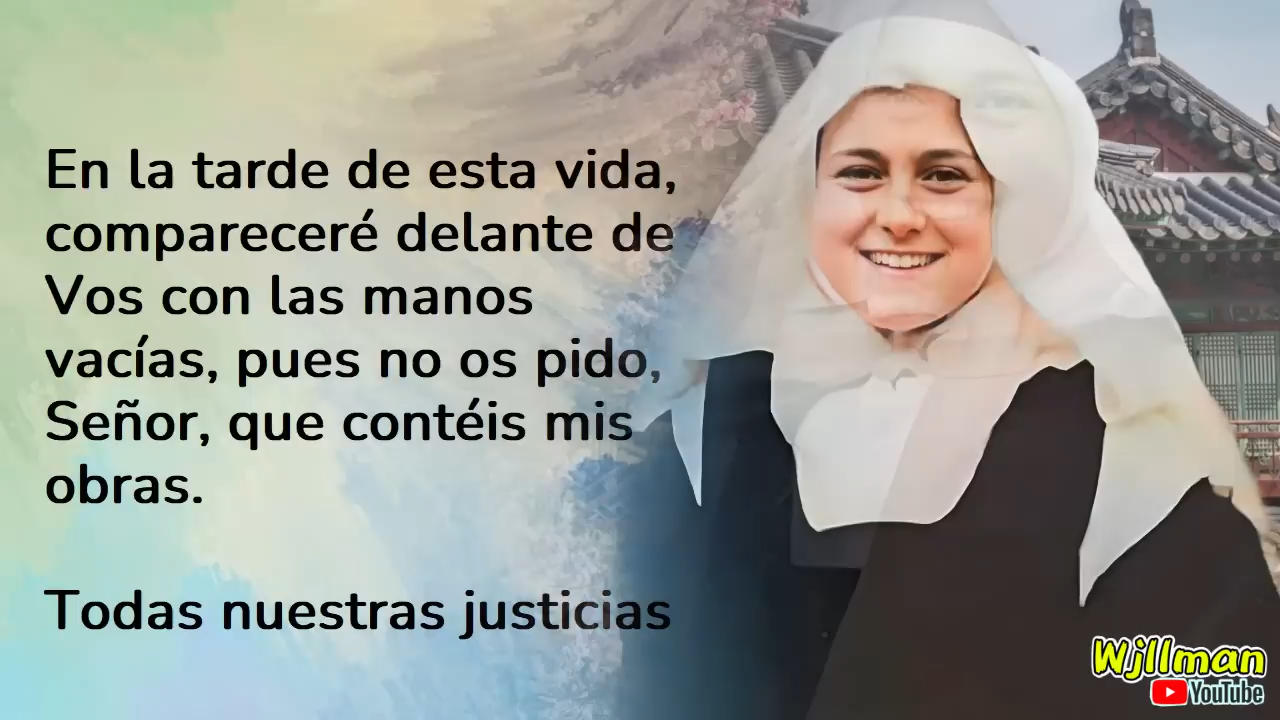 En la tarde de esta vida,
compareceré delante de
Vos con las manos
vacías, pues no os pido,
Señor, que contéis mis
obras.
Todas nuestras justicias
Wjllman
YouTube